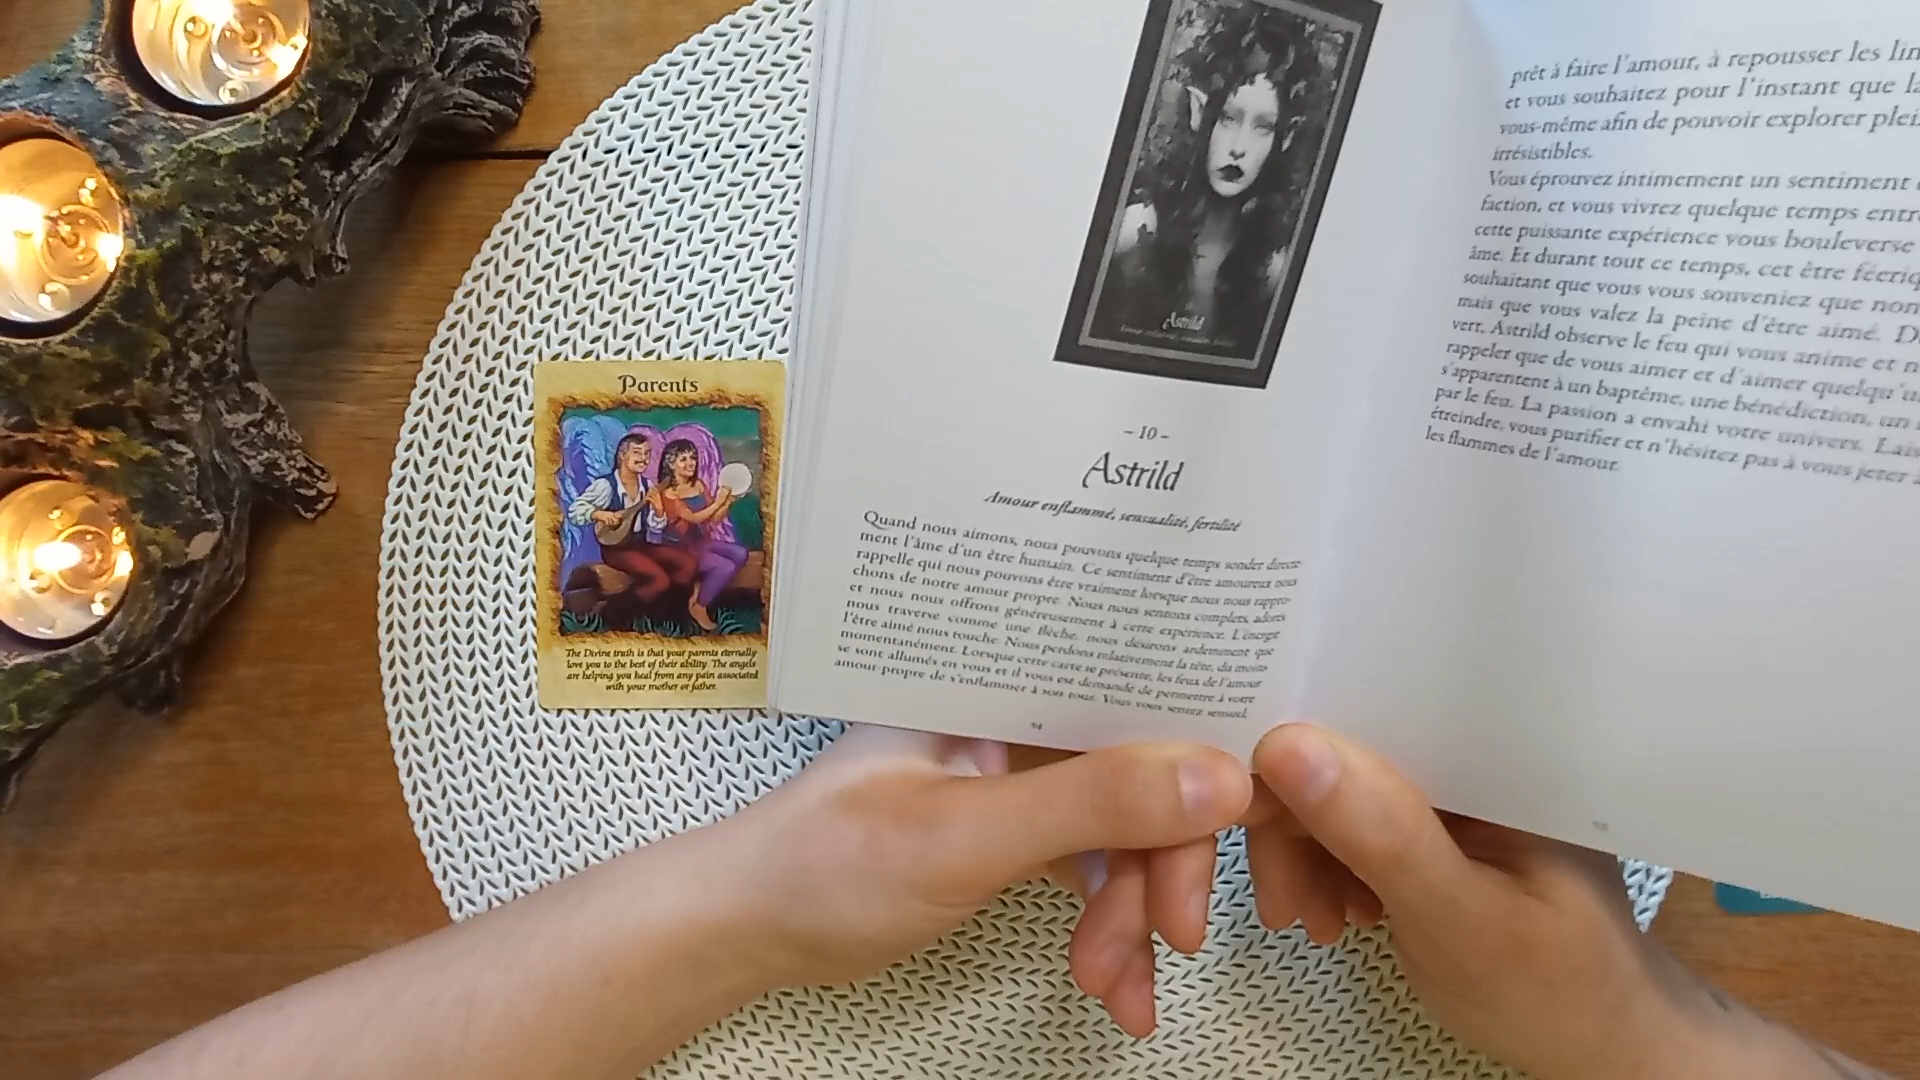 Parents
The Divine truth is that your parents eternally
love you to the best of their ability. The angels
are helping you heal from any pain associated
with your mother or father.
Astrild
– 10 –
Astrild
Amour enflammé, sensualité, fertilité
Quand nous aimons, nous pouvons quelque temps sonder directe-
ment l'âme d'un être humain. Ce sentiment d'être amoureux nous
rappelle qui nous pouvons être vraiment lorsque nous nous rappro-
chons de notre amour propre. Nous nous sentons complets, adorés
et nous nous offrons généreusement à cette expérience. L'énergie
nous traverse comme une flèche, nous désirons ardemment que
l'être aimé nous touche. Nous perdons relativement la tête, du moins
momentanément. Lorsque cette carte se présente, les feux de l'amour
se sont allumés en vous et il vous est demandé de permettre à votre
amour-propre de s'enflammer à son tour. Vous vous sentez sensuel,
54
prêt à faire l'amour, à repousser les
et vous souhaitez pour l'instant que
vous-même afin de pouvoir explorer
irrésistibles.
Vous éprouvez intimement un sentiment
faction, et vous vivrez quelque temps
cette puissante expérience vous bouleverse
âme. Et durant tout ce temps, cet être
souhaitant que vous vous souveniez que
mais que vous valez la peine d'être aimé.
vert, Astrild observe le feu qui vous anime et
rappeler que de vous aimer et d'aimer
s'apparentent à un baptême, une bénédiction, un
par le feu. La passion a envahi votre univers.
étreindre, vous purifier et n'hésitez pas à vous jeter
les flammes de l'amour.
55